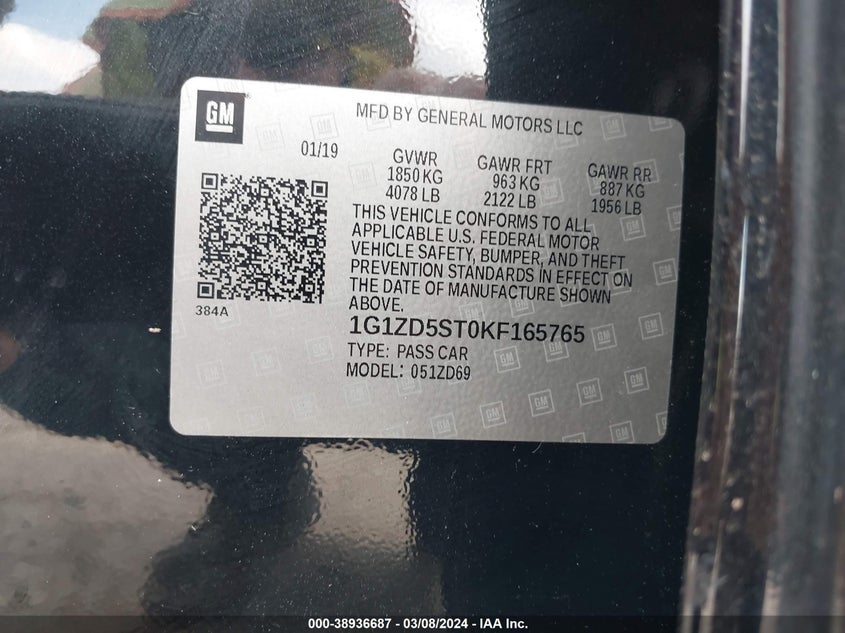 GM
MFD BY GENERAL MOTORS LLC
01/19
GVWR
1850 KG
4078 LB
GAWR FRT
963 KG
2122 LB
GAWR RR
887 KG
1956 LB
THIS VEHICLE CONFORMS TO ALL
APPLICABLE U.S. FEDERAL MOTOR
VEHICLE SAFETY, BUMPER, AND THEFT
PREVENTION STANDARDS IN EFFECT ON
THE DATE OF MANUFACTURE SHOWN
ABOVE.
384A
1G1ZD5ST0KF165765
TYPE: PASS CAR
MODEL: 051ZD69
000-38936687 - 03/08/2024 - IAA Inc.